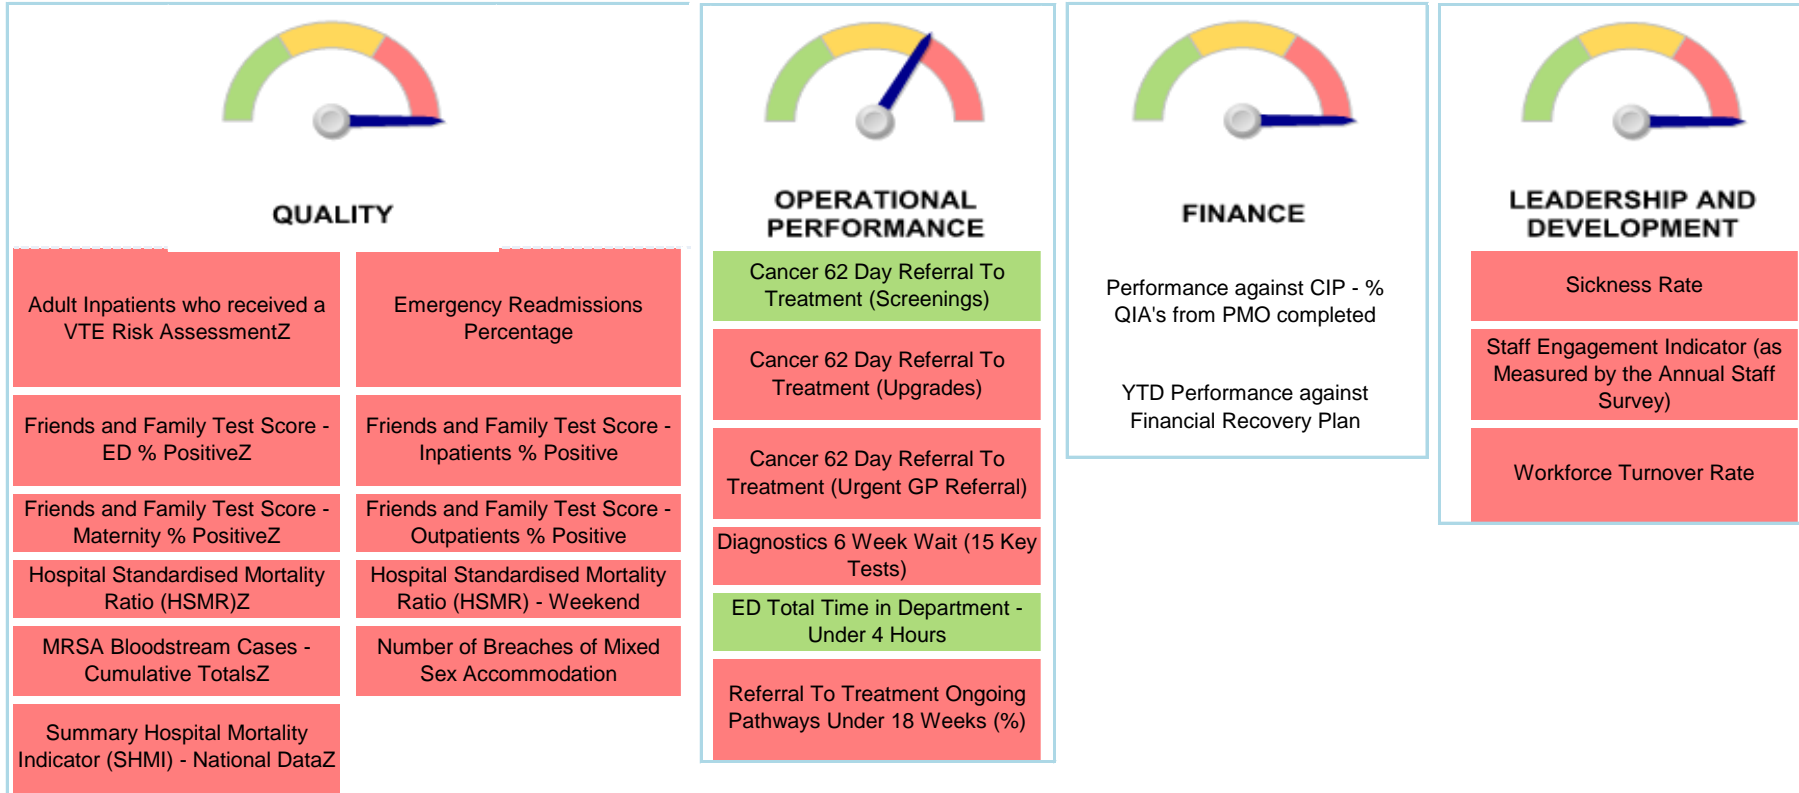 QUALITY
Adult Inpatients who received a
VTE Risk AssessmentZ
Emergency Readmissions
Percentage
Friends and Family Test Score -
ED % PositiveZ
Friends and Family Test Score -
Inpatients % Positive
Friends and Family Test Score -
Maternity % PositiveZ
Friends and Family Test Score -
Outpatients % Positive
Hospital Standardised Mortality
Ratio (HSMR)Z
Hospital Standardised Mortality
Ratio (HSMR) - Weekend
MRSA Bloodstream Cases -
Cumulative TotalsZ
Number of Breaches of Mixed
Sex Accommodation
Summary Hospital Mortality
Indicator (SHMI) - National DataZ
OPERATIONAL
PERFORMANCE
Cancer 62 Day Referral To
Treatment (Screenings)
Cancer 62 Day Referral To
Treatment (Upgrades)
Cancer 62 Day Referral To
Treatment (Urgent GP Referral)
Diagnostics 6 Week Wait (15 Key
Tests)
ED Total Time in Department -
Under 4 Hours
Referral To Treatment Ongoing
Pathways Under 18 Weeks (%)
FINANCE
Performance against CIP - %
QIA's from PMO completed
YTD Performance against
Financial Recovery Plan
LEADERSHIP AND
DEVELOPMENT
Sickness Rate
Staff Engagement Indicator (as
Measured by the Annual Staff
Survey)
Workforce Turnover Rate